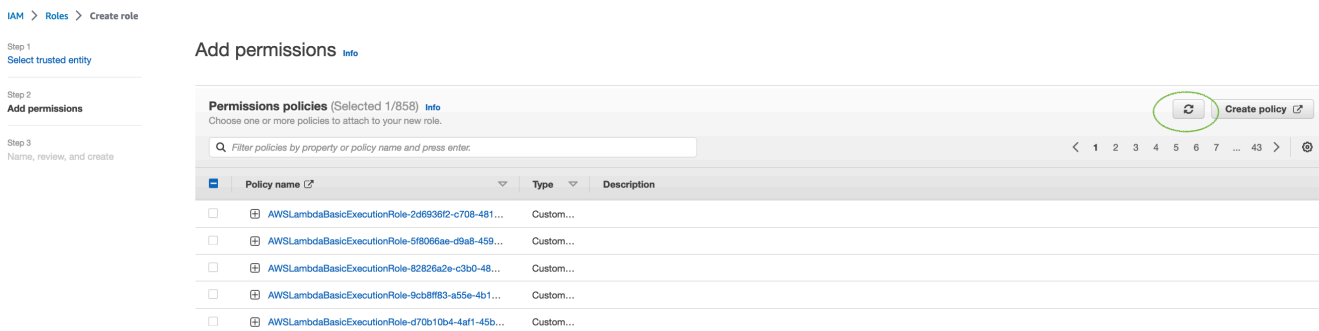 IAM > Roles > Create role
Step 1
Select trusted entity
Step 2
Add permissions
Step 3
Name, review, and create
Add permissions Info
Permissions policies (Selected 1/858) Info
Choose one or more policies to attach to your new role.
Create policy
Filter policies by property or policy name and press enter.
< 1 2 3 4 5 6 7 ... 43 >
Policy name Type Description
AWSLambdaBasicExecutionRole-2d6936f2-c708-481... Custom...
AWSLambdaBasicExecutionRole-5f8066ae-d9a8-459... Custom...
AWSLambdaBasicExecutionRole-82826a2e-c3b0-48... Custom...
AWSLambdaBasicExecutionRole-9cb8ff83-a55e-4b1... Custom...
AWSLambdaBasicExecutionRole-d70b10b4-4af1-45b... Custom...